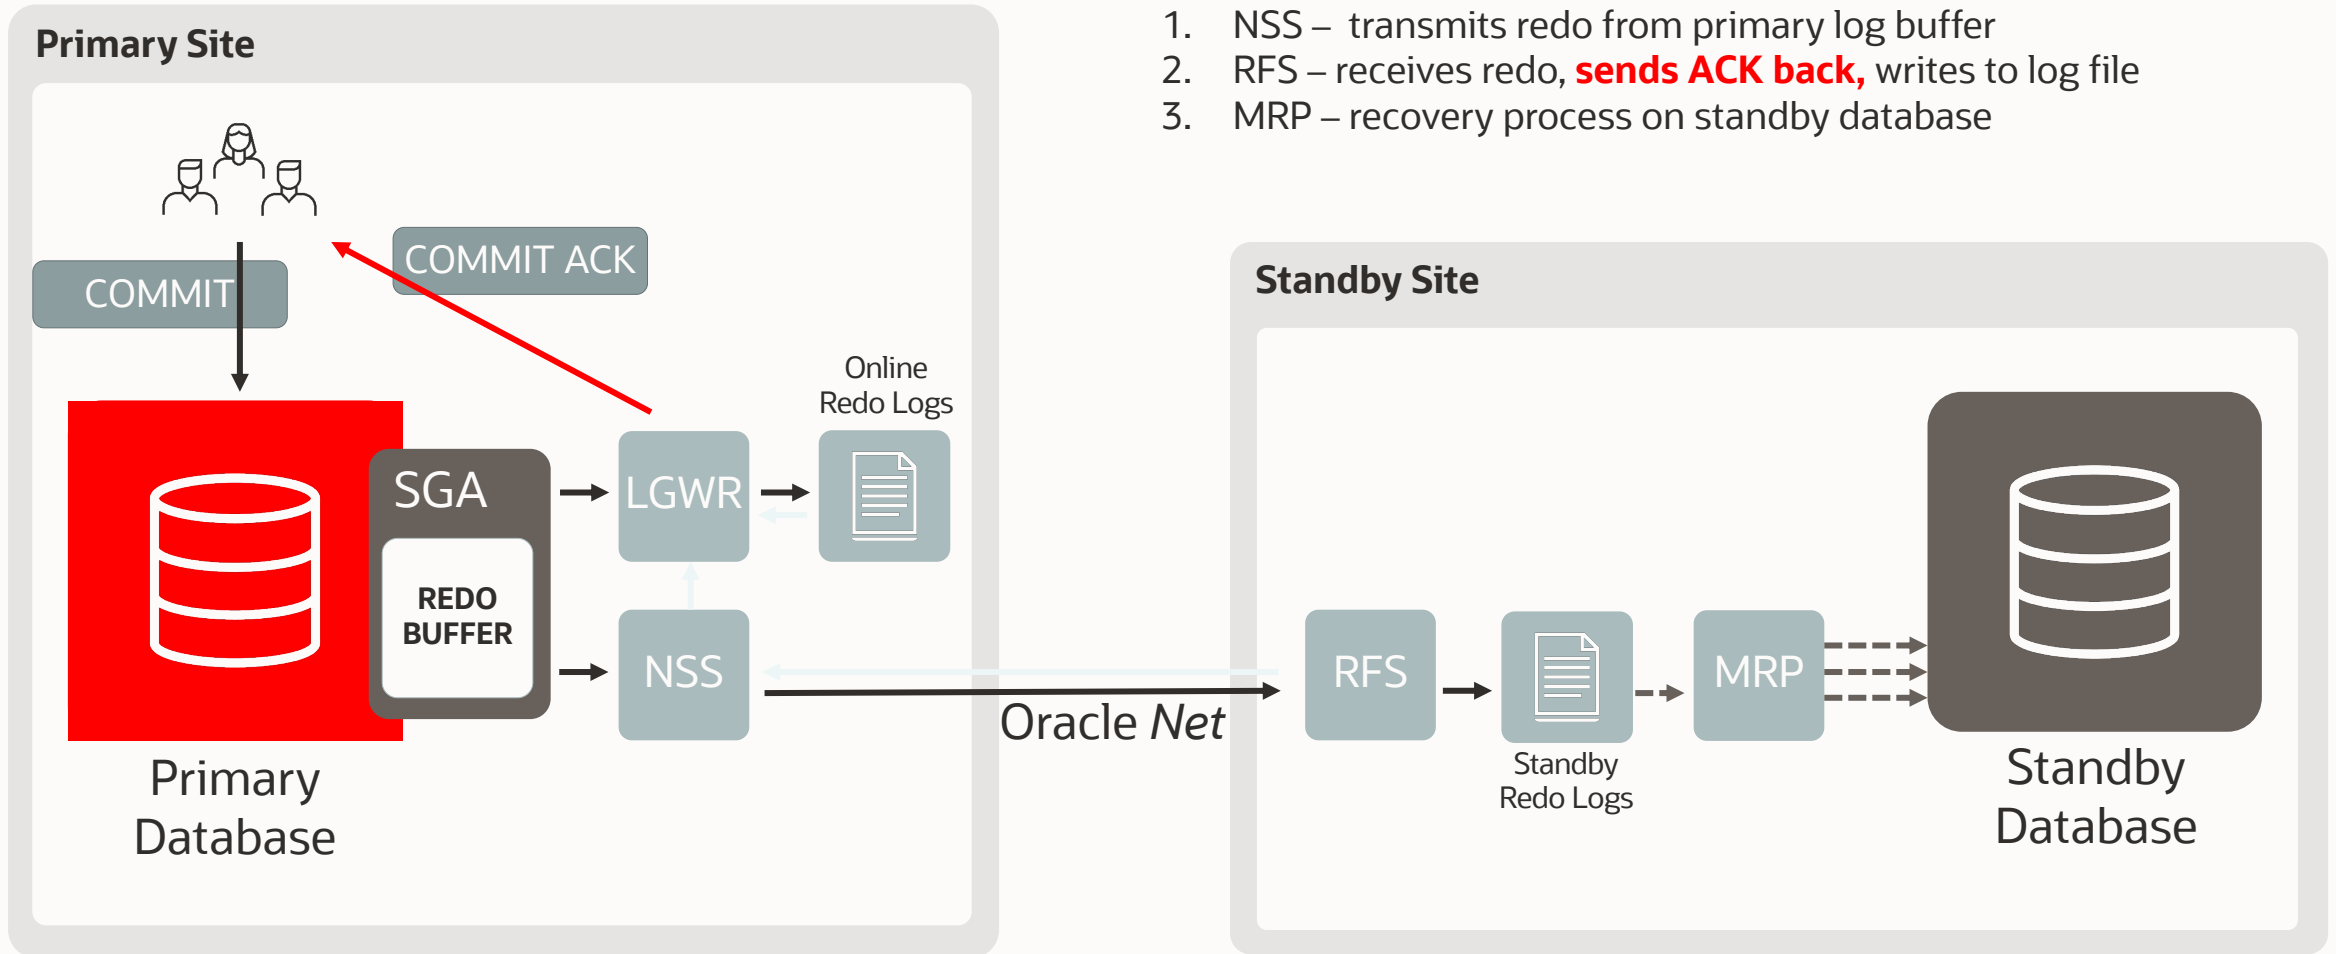 Primary Site
1. NSS – transmits redo from primary log buffer
2. RFS – receives redo, sends ACK back, writes to log file
3. MRP – recovery process on standby database
COMMIT ACK
COMMIT
Standby Site
Online
Redo Logs
SGA
LGWR
REDO
BUFFER
NSS
RFS
MRP
Oracle Net
Standby
Redo Logs
Primary
Database
Standby
Database